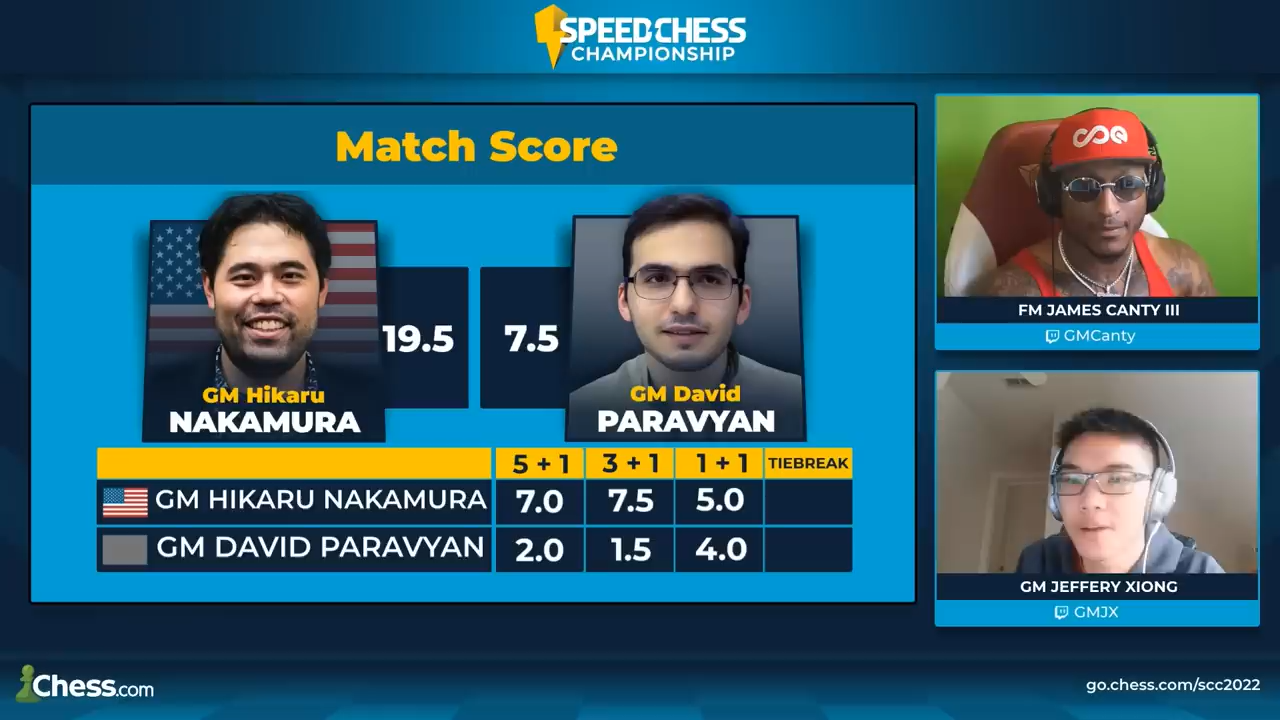 SPEED CHESS
CHAMPIONSHIP
Match Score
19.5
7.5
GM Hikaru
NAKAMURA
GM David
PARAVYAN
5 + 1 3 + 1 1 + 1 TIEBREAK
GM HIKARU NAKAMURA 7.0 7.5 5.0
GM DAVID PARAVYAN 2.0 1.5 4.0
FM JAMES CANTY III
GMCanty
GM JEFFERY XIONG
GMJX
Chess.com
go.chess.com/scc2022